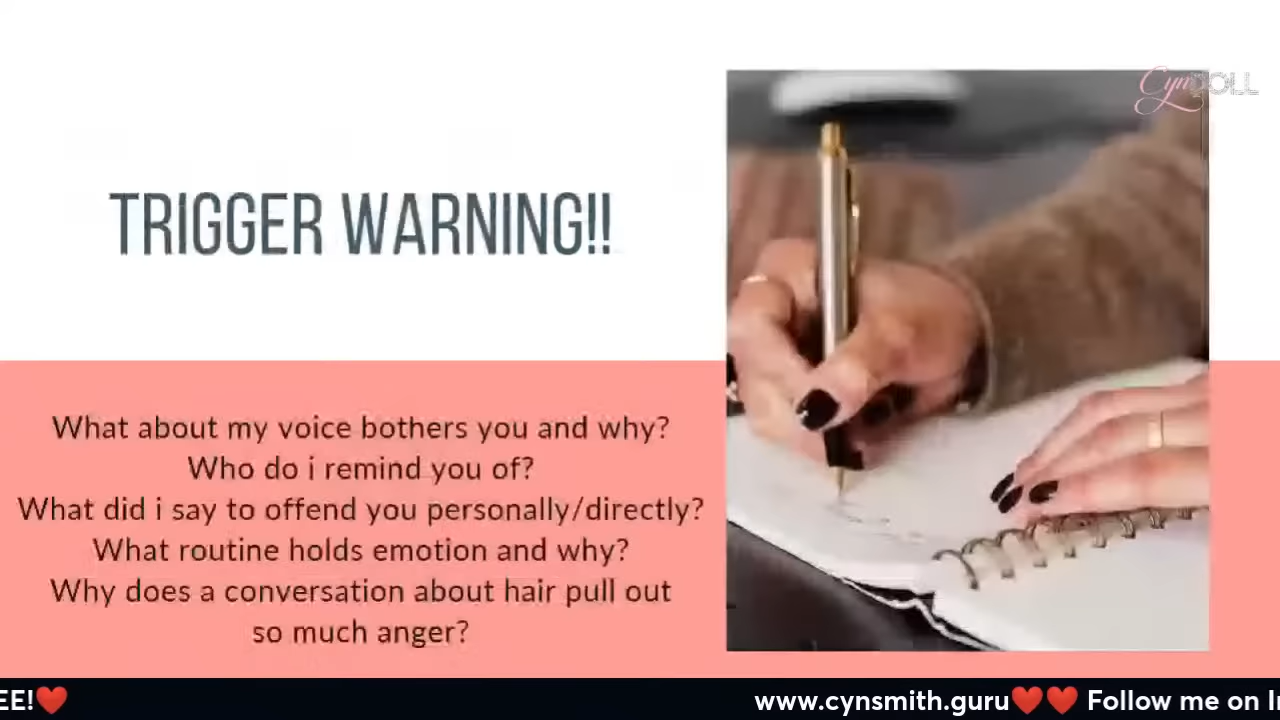 CynDOLL
TRIGGER WARNING!!
What about my voice bothers you and why?
Who do i remind you of?
What did i say to offend you personally/directly?
What routine holds emotion and why?
Why does a conversation about hair pull out
so much anger?
EE!❤️ www.cynsmith.guru❤️❤️ Follow me on I